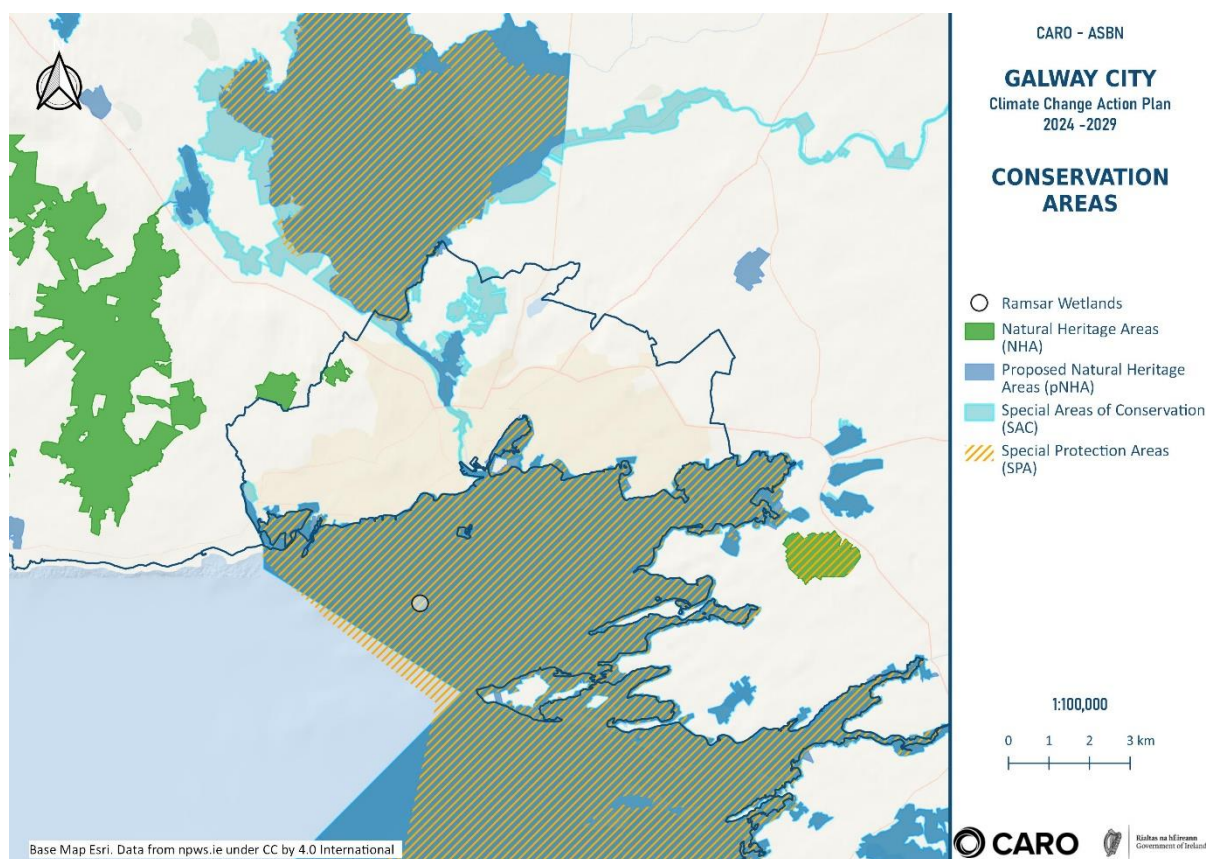 CARO - ASBN
GALWAY CITY
Climate Change Action Plan
2024 -2029
CONSERVATION
AREAS
Ramsar Wetlands
Natural Heritage Areas
(NHA)
Proposed Natural Heritage
Areas (pNHA)
Special Areas of Conservation
(SAC)
Special Protection Areas
(SPA)
1:100,000
0 1 2 3 km
Base Map Esri. Data from npws.ie under CC by 4.0 International
CARO
Rialtas na hÉireann
Government of Ireland